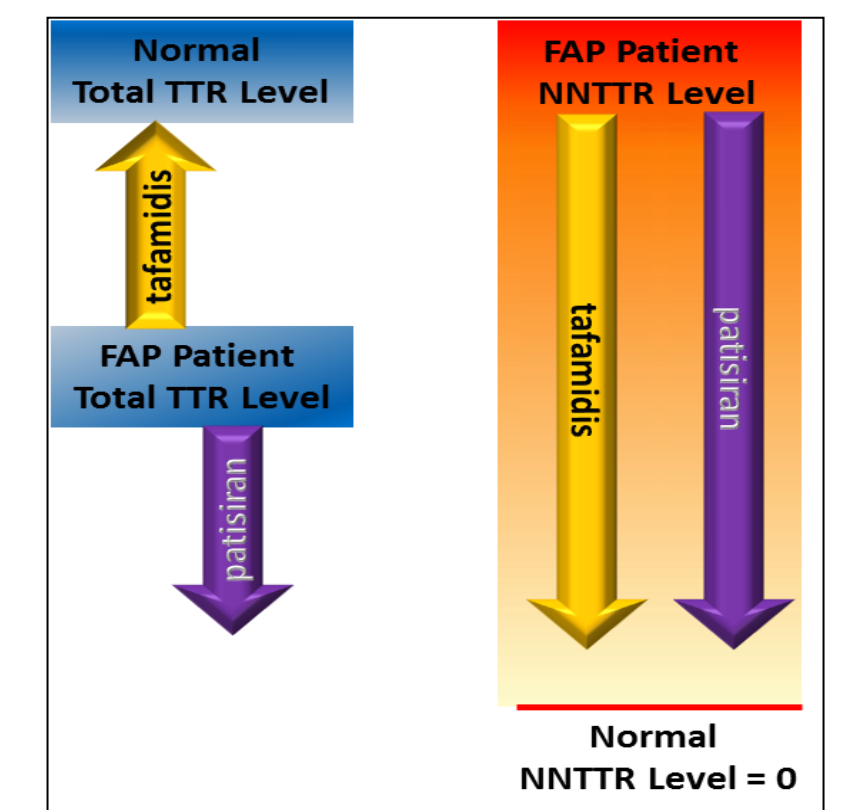 Normal
Total TTR Level
tafamidis
FAP Patient
Total TTR Level
patisiran
FAP Patient
NNTTR Level
tafamidis
patisiran
Normal
NNTTR Level = 0